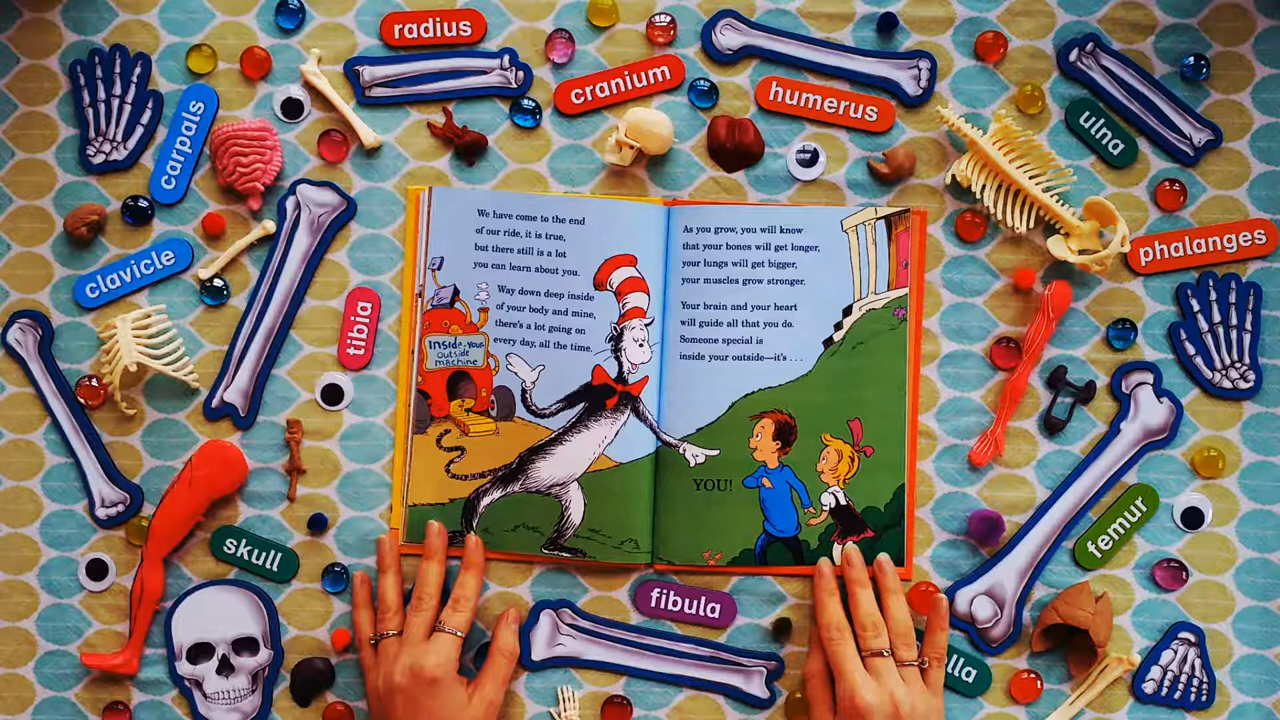 radius
cranium
humerus
ulna
carpals
phalanges
clavicle
tibia
We have come to the end
of our ride, it is true,
but there still is a lot
you can learn about you.
Way down deep inside
of your body and mine,
there's a lot going on
every day, all the time.
Inside your
outside
machine
As you grow, you will know
that your bones will get longer,
your lungs will get bigger,
your muscles grow stronger.
Your brain and your heart
will guide all that you do.
Someone special is
inside your outside—it's . . .
YOU!
femur
skull
fibula
lla